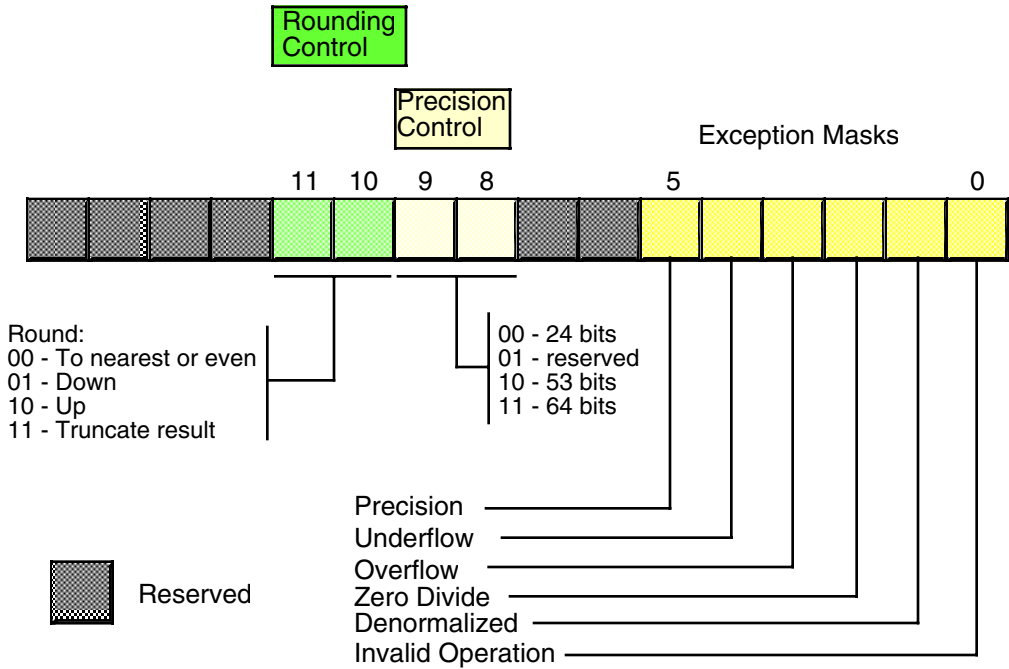 Rounding
Control
Precision
Control
Exception Masks
11 10 9 8 5 0
Round:
00 - To nearest or even
01 - Down
10 - Up
11 - Truncate result
00 - 24 bits
01 - reserved
10 - 53 bits
11 - 64 bits
Precision
Underflow
Overflow
Zero Divide
Denormalized
Invalid Operation
Reserved